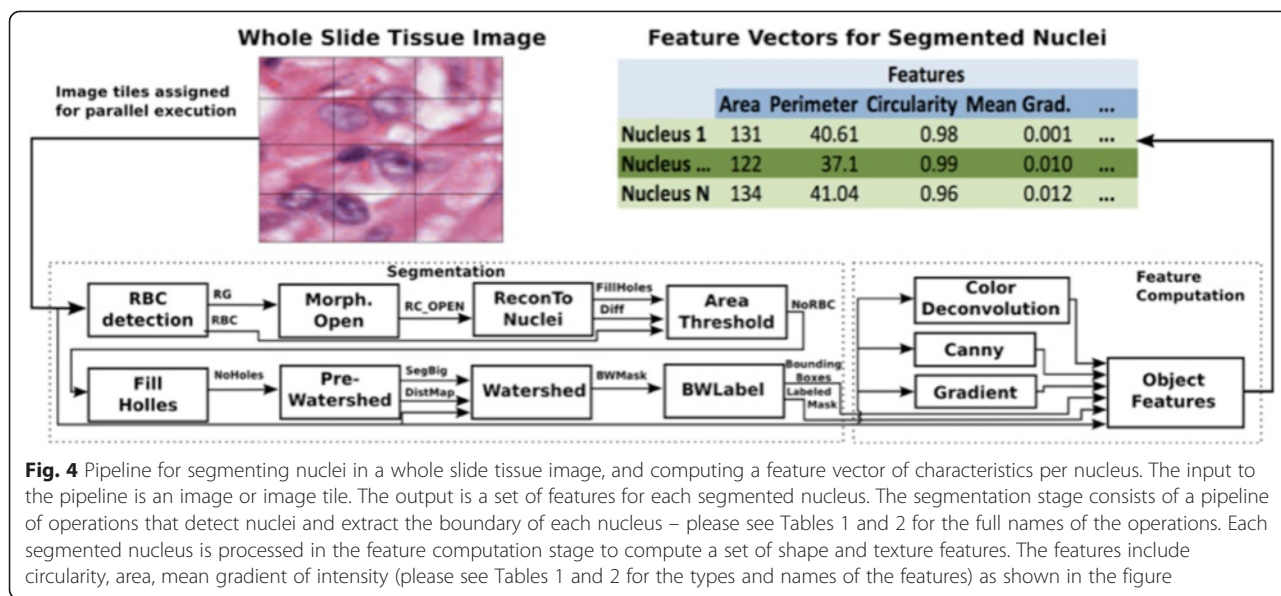 Whole Slide Tissue Image
Feature Vectors for Segmented Nuclei
Image tiles assigned
for parallel execution
Features
Area Perimeter Circularity Mean Grad. ...
Nucleus 1 131 40.61 0.98 0.001 ...
Nucleus ... 122 37.1 0.99 0.010 ...
Nucleus N 134 41.04 0.96 0.012 ...
Segmentation
RBC
detection
RG
RBC
Morph.
Open
RC_OPEN
ReconTo
Nuclei
FillHoles
Diff
Area
Threshold
NoRBC
Fill
Holles
NoHoles
Pre-
Watershed
SegBig
DistMap
Watershed
BWMask
BWLabel
Bounding
Boxes
Labeled
Mask
Feature
Computation
Color
Deconvolution
Canny
Gradient
Object
Features
Fig. 4 Pipeline for segmenting nuclei in a whole slide tissue image, and computing a feature vector of characteristics per nucleus. The input to
the pipeline is an image or image tile. The output is a set of features for each segmented nucleus. The segmentation stage consists of a pipeline
of operations that detect nuclei and extract the boundary of each nucleus – please see Tables 1 and 2 for the full names of the operations. Each
segmented nucleus is processed in the feature computation stage to compute a set of shape and texture features. The features include
circularity, area, mean gradient of intensity (please see Tables 1 and 2 for the types and names of the features) as shown in the figure